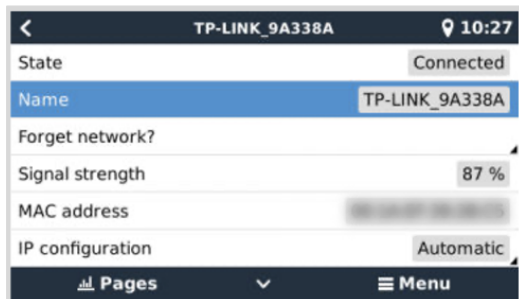 TP-LINK_9A338A 10:27
State Connected
Name TP-LINK_9A338A
Forget network?
Signal strength 87 %
MAC address
IP configuration Automatic
Pages Menu